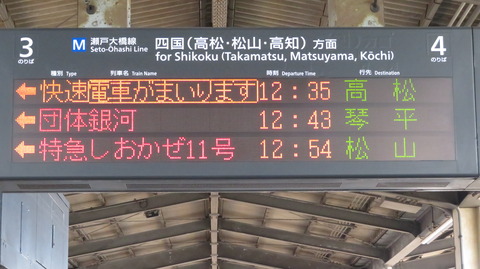 3 のりば
M 瀬戸大橋線 Seto-Ōhashi Line
四国(高松・松山・高知) 方面
for Shikoku (Takamatsu, Matsuyama, Kōchi)
4 のりば
種別 Type 列車名 Train Name 時刻 Departure Time 行先 Destination
← 快速電車がまいります 12:35 高松
← 団体銀河 12:43 琴平
← 特急しおかぜ11号 12:54 松山